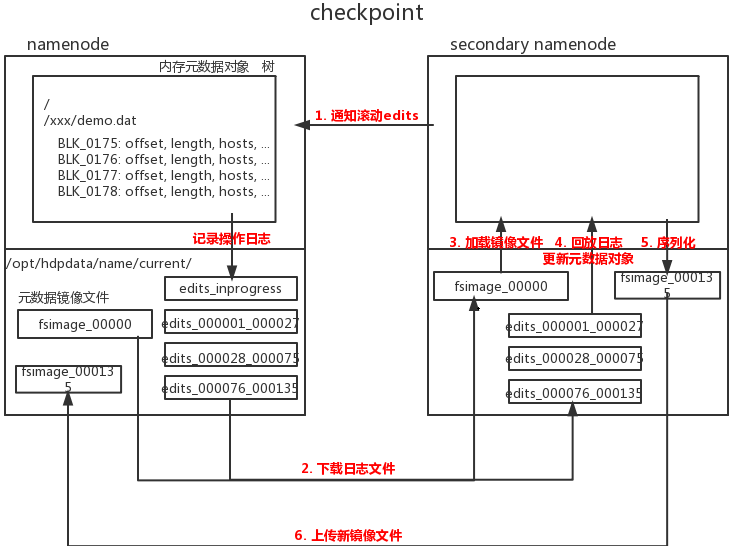 checkpoint
namenode
内存元数据对象 树
/
/xxx/demo.dat
BLK_0175: offset, length, hosts, ...
BLK_0176: offset, length, hosts, ...
BLK_0177: offset, length, hosts, ...
BLK_0178: offset, length, hosts, ...
记录操作日志
/opt/hdpdata/name/current/
元数据镜像文件
fsimage_00000
fsimage_00013
5
edits_inprogress
edits_000001_000027
edits_000028_000075
edits_000076_000135
secondary namenode
1. 通知滚动edits
3. 加载镜像文件
4. 回放日志
更新元数据对象
5. 序列化
fsimage_00000
fsimage_00013
5
edits_000001_000027
edits_000028_000075
edits_000076_000135
2. 下载日志文件
6. 上传新镜像文件